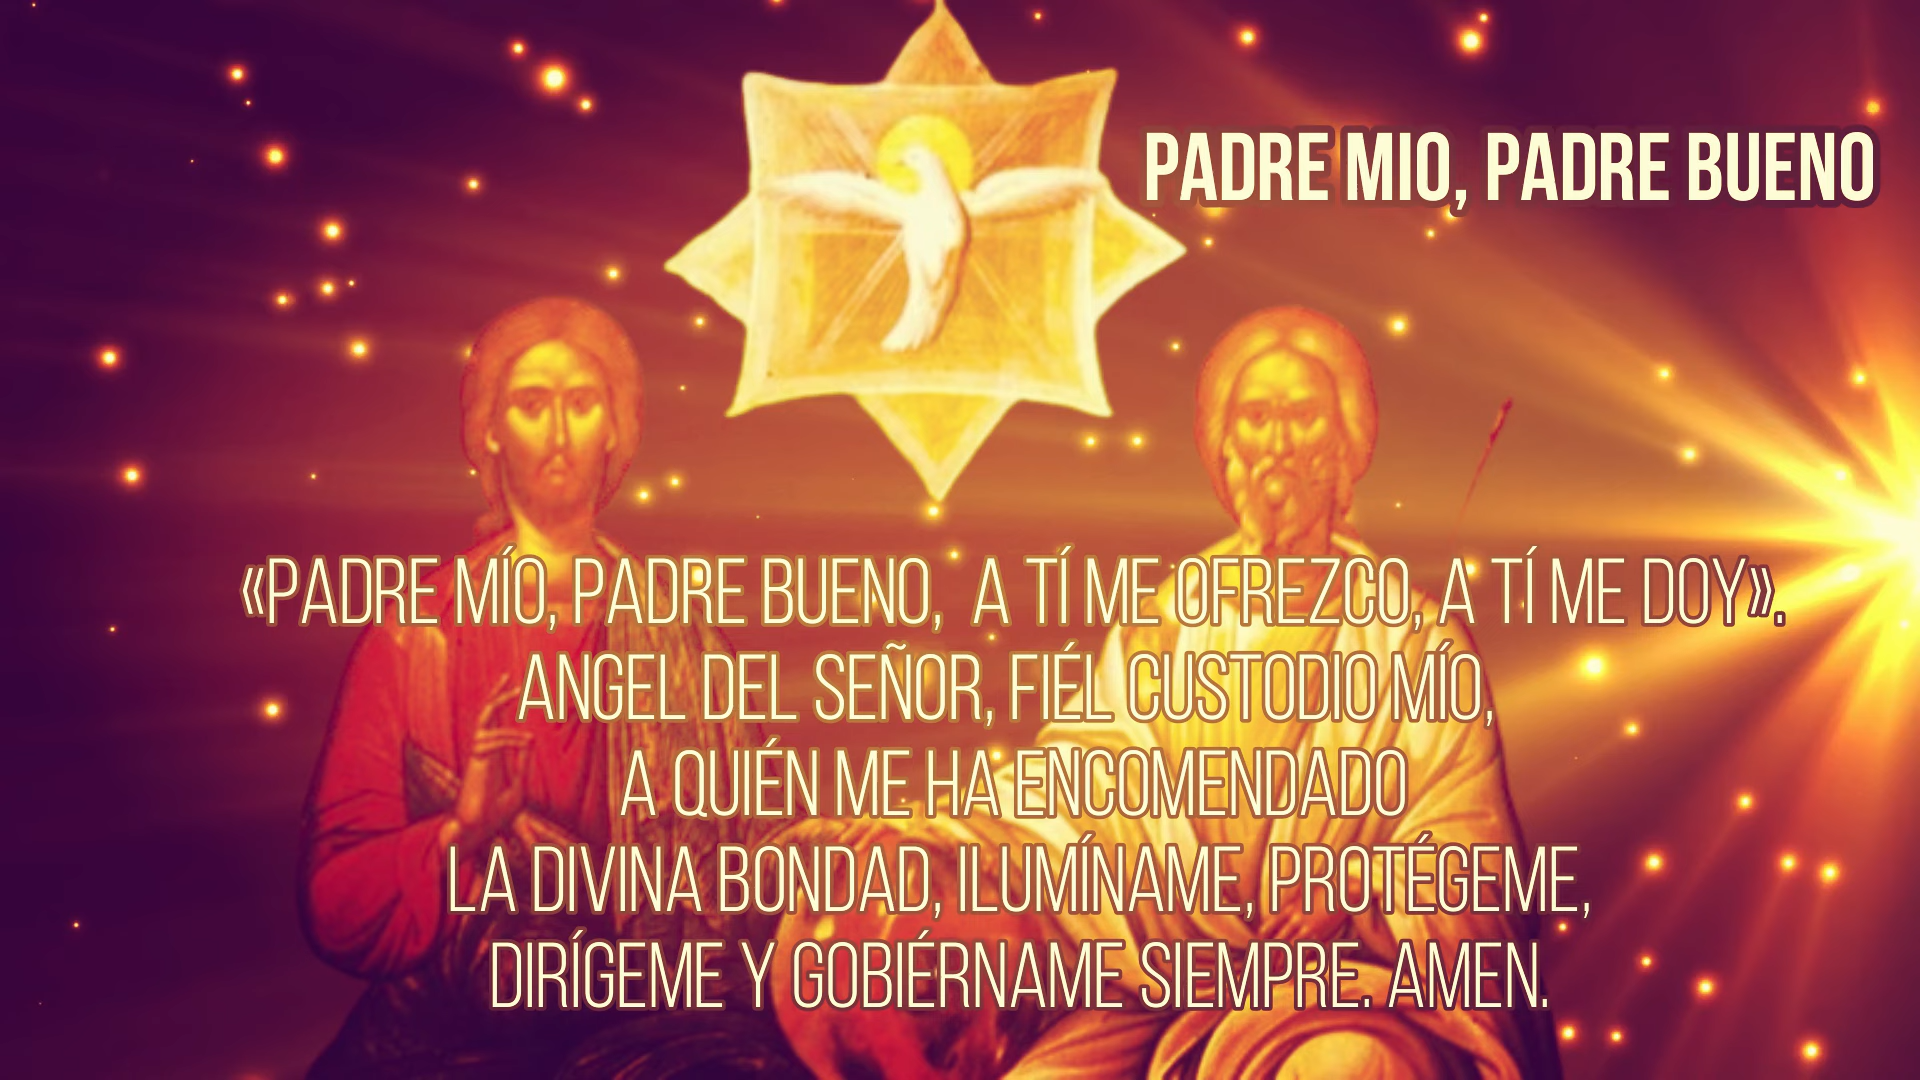 PADRE MIO, PADRE BUENO
«PADRE MÍO, PADRE BUENO, A TÍ ME OFREZCO, A TÍ ME DOY».
ANGEL DEL SEÑOR, FIÉL CUSTODIO MÍO,
A QUIÉN ME HA ENCOMENDADO
LA DIVINA BONDAD, ILUMÍNAME, PROTÉGEME,
DIRÍGEME Y GOBIÉRNAME SIEMPRE. AMEN.